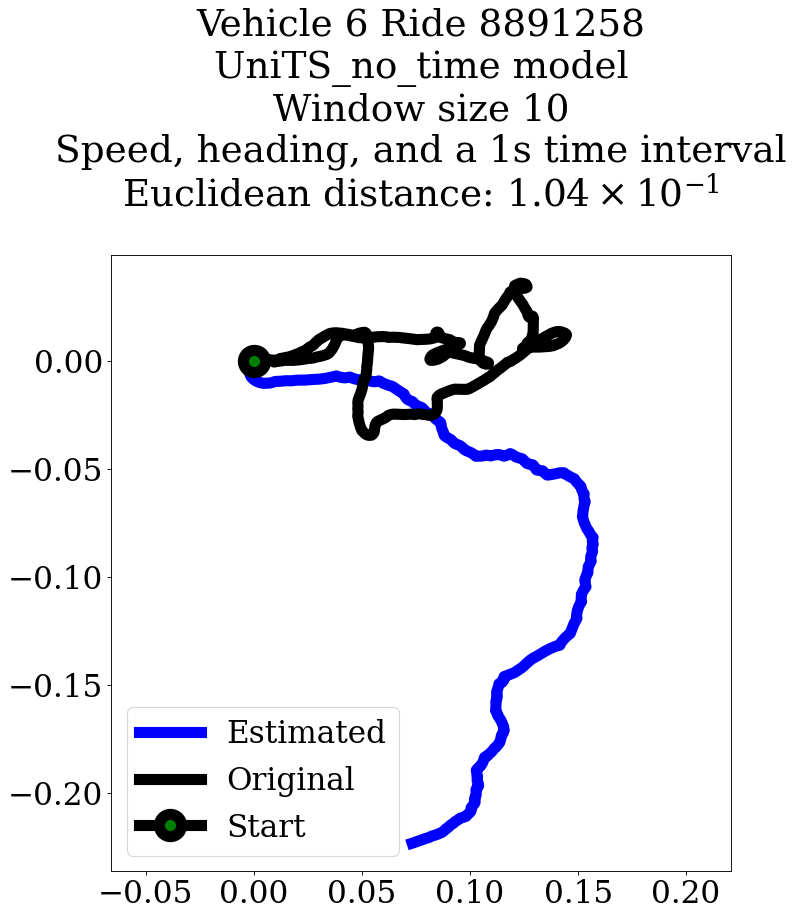 Vehicle 6 Ride 8891258
UniTS_no_time model
Window size 10
Speed, heading, and a 1s time interval
Euclidean distance: 1.04 × 10⁻¹
0.00
−0.05
−0.10
−0.15
−0.20
Estimated
Original
Start
−0.05 0.00 0.05 0.10 0.15 0.20